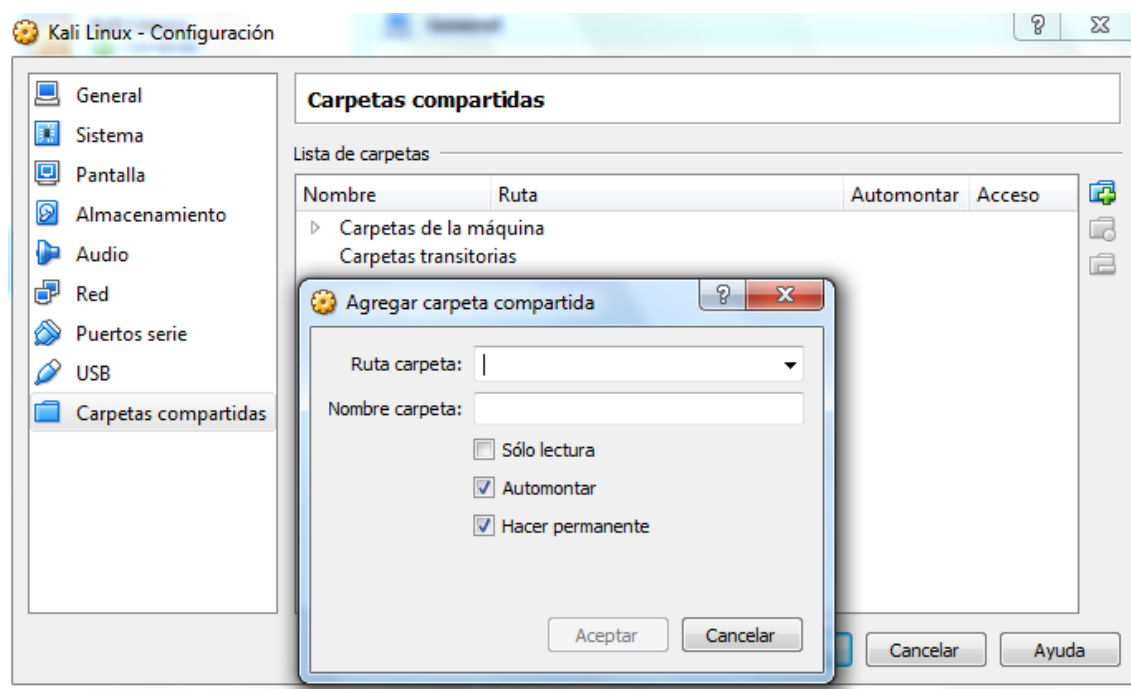 Kali Linux - Configuración
General
Sistema
Pantalla
Almacenamiento
Audio
Red
Puertos serie
USB
Carpetas compartidas
Carpetas compartidas
Lista de carpetas
Nombre Ruta Automontar Acceso
Carpetas de la máquina
Carpetas transitorias
Agregar carpeta compartida
Ruta carpeta:
Nombre carpeta:
Sólo lectura
Automontar
Hacer permanente
Aceptar Cancelar
Cancelar Ayuda